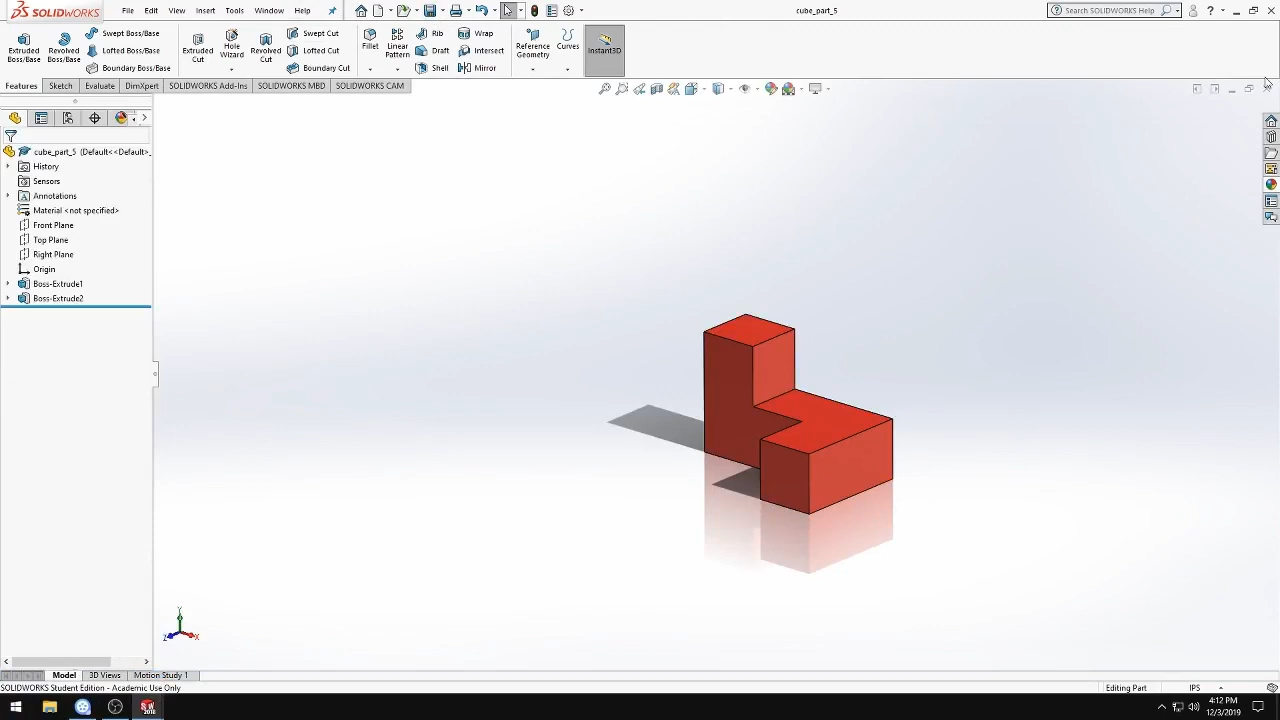 SOLIDWORKS File Edit View Insert Tools Window Help cube_part_5 Search SOLIDWORKS Help ?
Extruded Boss/Base Revolved Boss/Base Swept Boss/Base Lofted Boss/Base Boundary Boss/Base Extruded Cut Hole Wizard Revolved Cut Swept Cut Lofted Cut Boundary Cut Fillet Linear Pattern Rib Draft Shell Wrap Intersect Mirror Reference Geometry Curves Instant3D
Features Sketch Evaluate DimXpert SOLIDWORKS Add-Ins SOLIDWORKS MBD SOLIDWORKS CAM
cube_part_5 (Default<<Default>_
History
Sensors
Annotations
Material <not specified>
Front Plane
Top Plane
Right Plane
Origin
Boss-Extrude1
Boss-Extrude2
Y
Z X
Model 3D Views Motion Study 1
SOLIDWORKS Student Edition - Academic Use Only Editing Part IPS
4:12 PM
12/3/2019